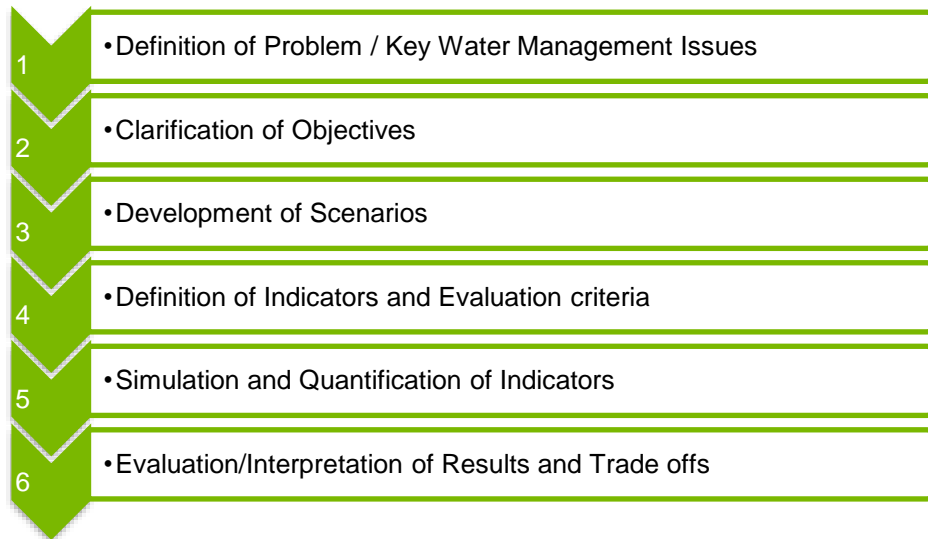 1
•Definition of Problem / Key Water Management Issues
2
•Clarification of Objectives
3
•Development of Scenarios
4
•Definition of Indicators and Evaluation criteria
5
•Simulation and Quantification of Indicators
6
•Evaluation/Interpretation of Results and Trade offs